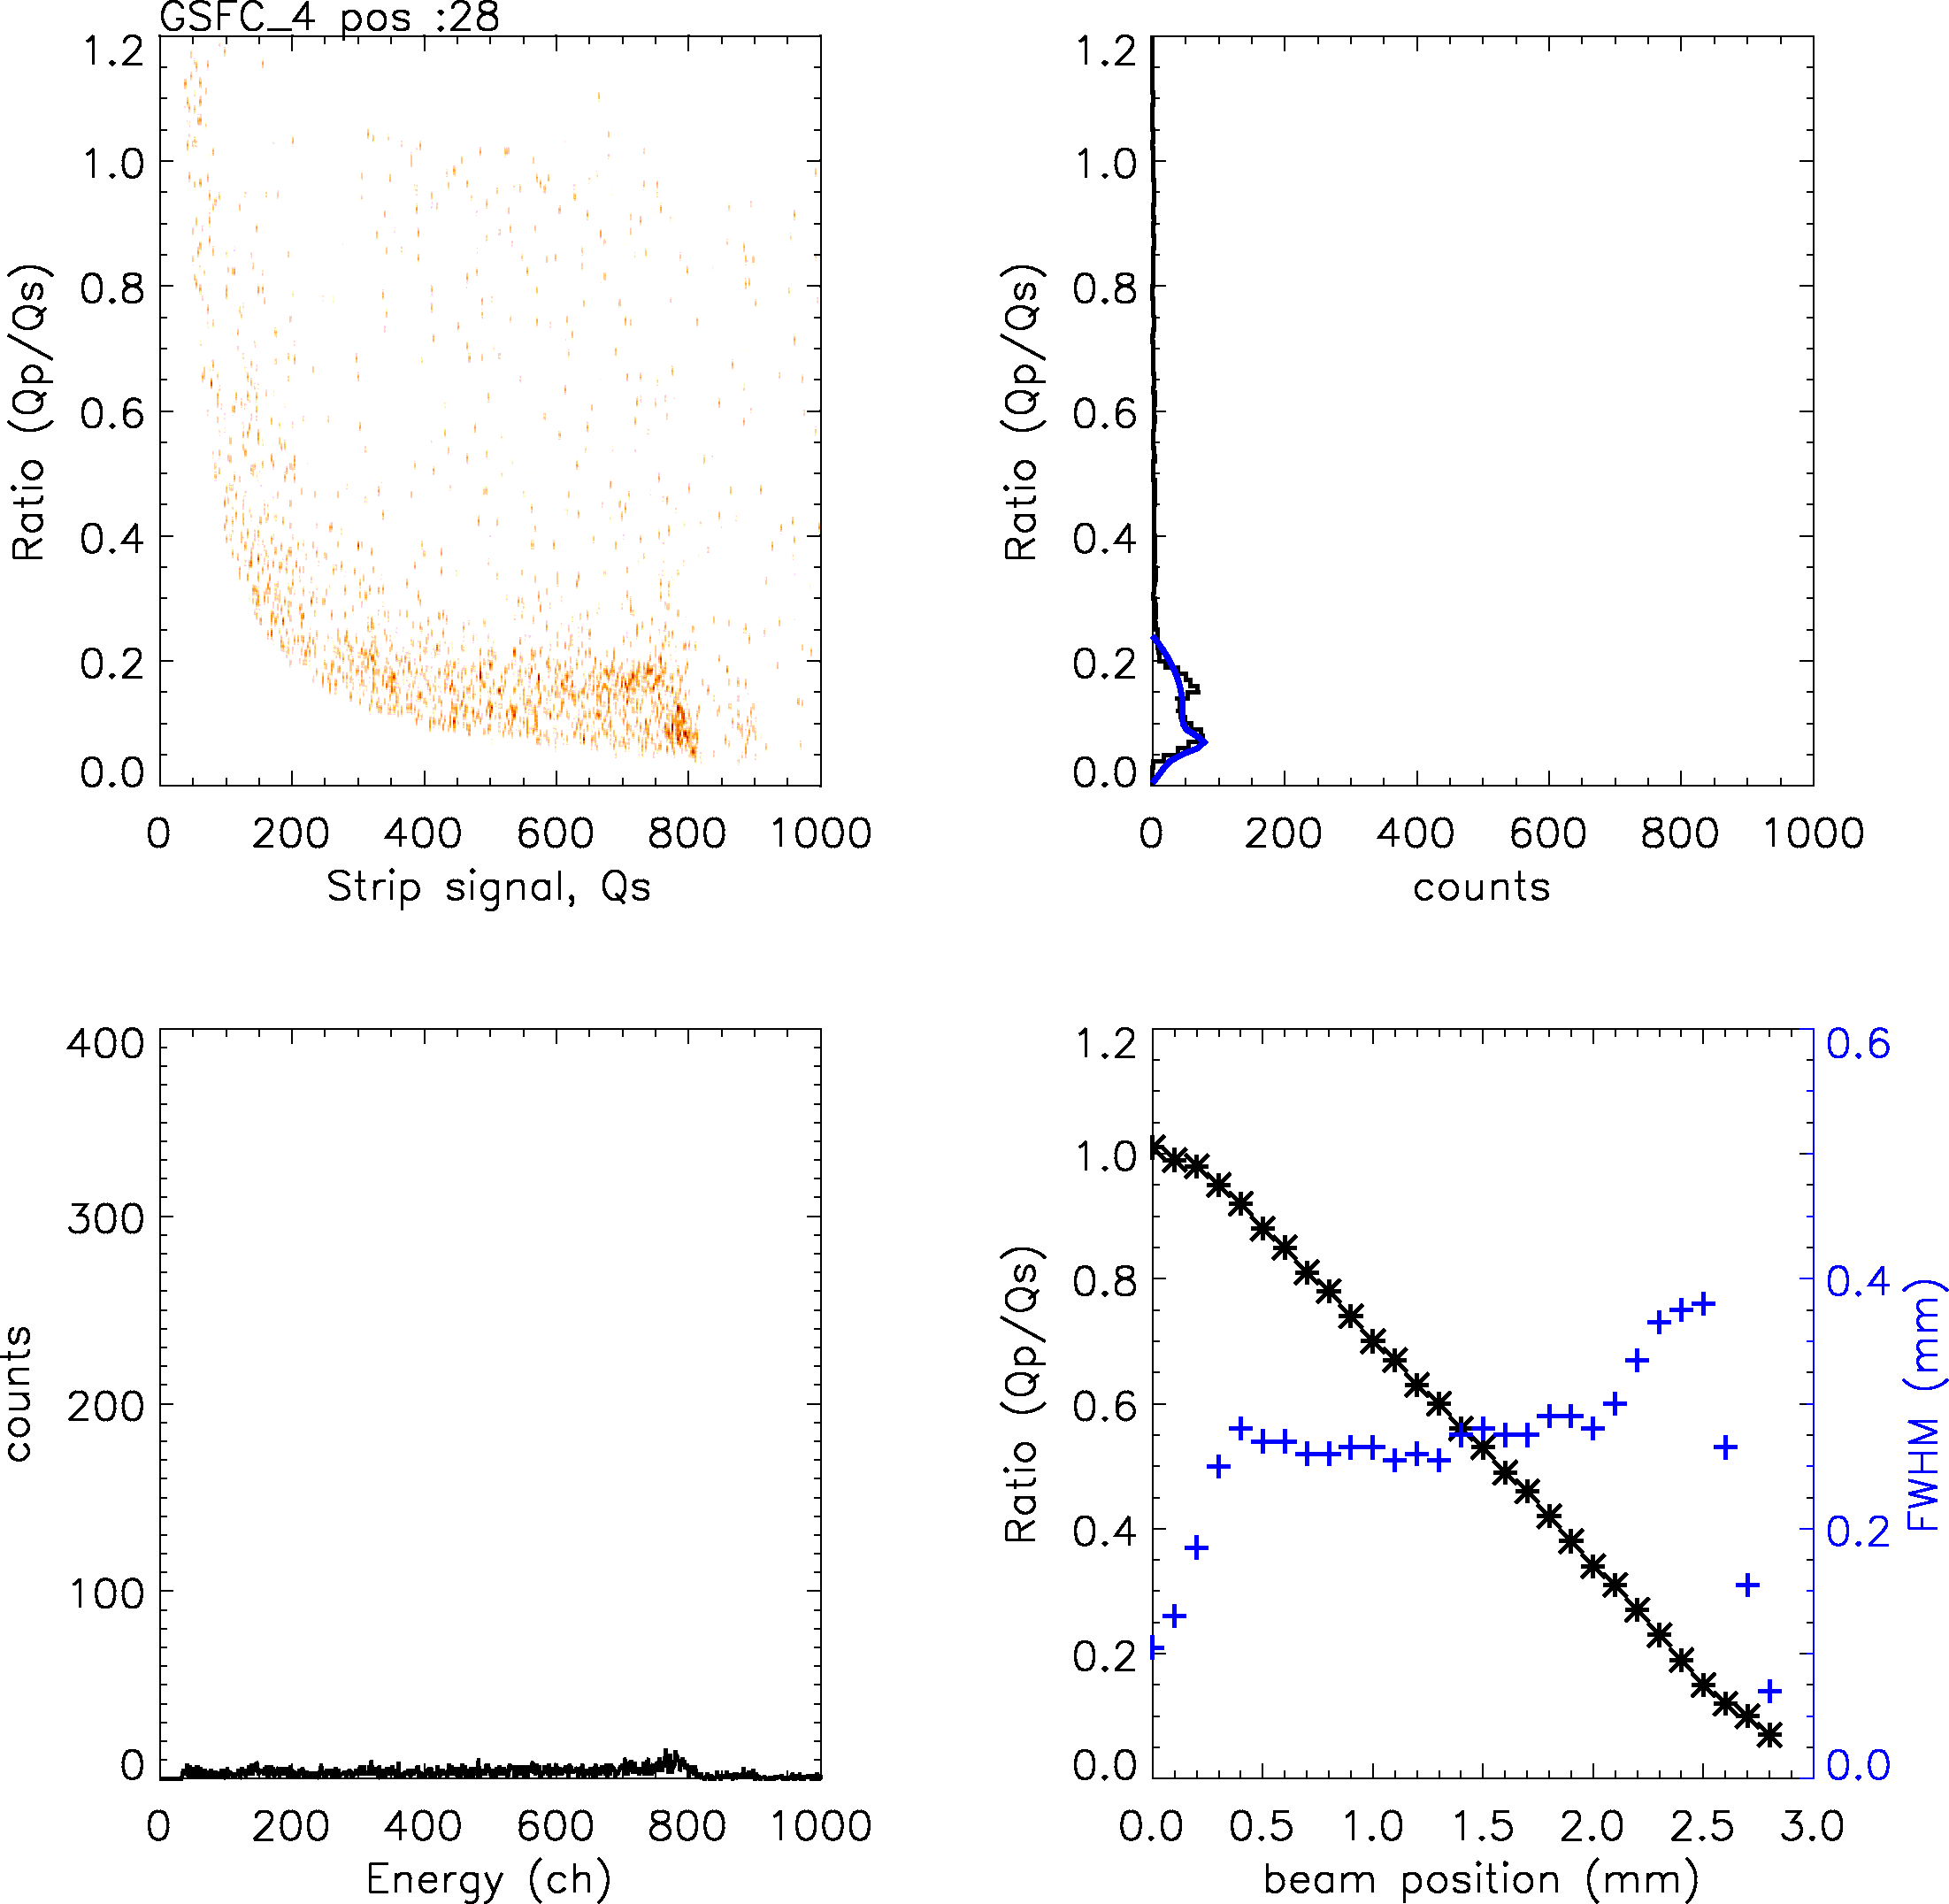 GSFC_4 pos :28
1.2
1.0
0.8
0.6
0.4
0.2
0.0
Ratio (Qp/Qs)
0 200 400 600 800 1000
Strip signal, Qs
1.2
1.0
0.8
0.6
0.4
0.2
0.0
Ratio (Qp/Qs)
0 200 400 600 800 1000
counts
400
300
200
100
0
counts
0 200 400 600 800 1000
Energy (ch)
1.2
1.0
0.8
0.6
0.4
0.2
0.0
Ratio (Qp/Qs)
0.6
0.4
0.2
0.0
FWHM (mm)
0.0 0.5 1.0 1.5 2.0 2.5 3.0
beam position (mm)